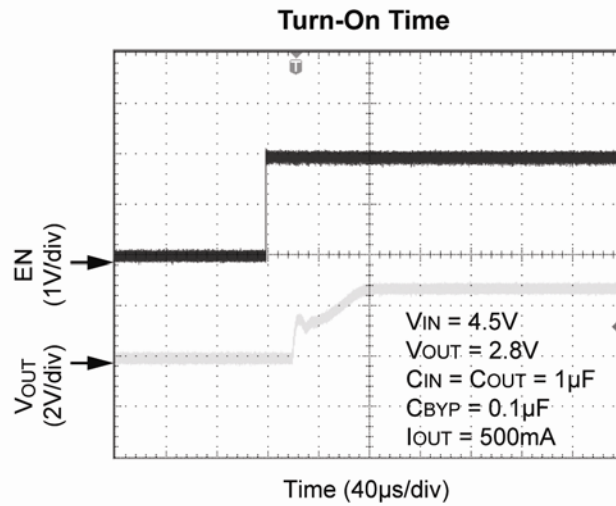 Turn-On Time
T
EN
(1V/div)
VOUT
(2V/div)
VIN = 4.5V
VOUT = 2.8V
CIN = COUT = 1µF
CBYP = 0.1µF
IOUT = 500mA
Time (40µs/div)